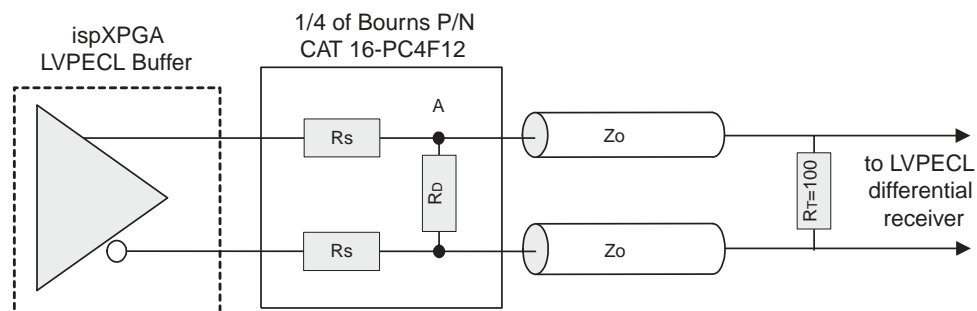 ispXPGA
LVPECL Buffer
1/4 of Bourns P/N
CAT 16-PC4F12
A
Rs
RD
Rs
Zo
Zo
RT=100
to LVPECL
differential
receiver